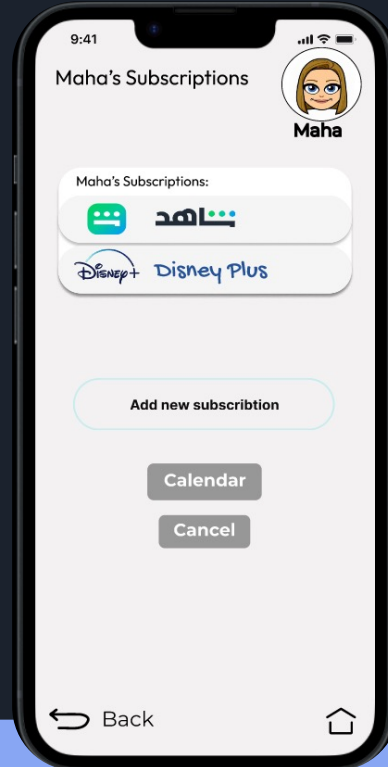 9:41
Maha's Subscriptions
Maha
Maha's Subscriptions:
شاهد
Disney+ Disney Plus
Add new subscribtion
Calendar
Cancel
Back